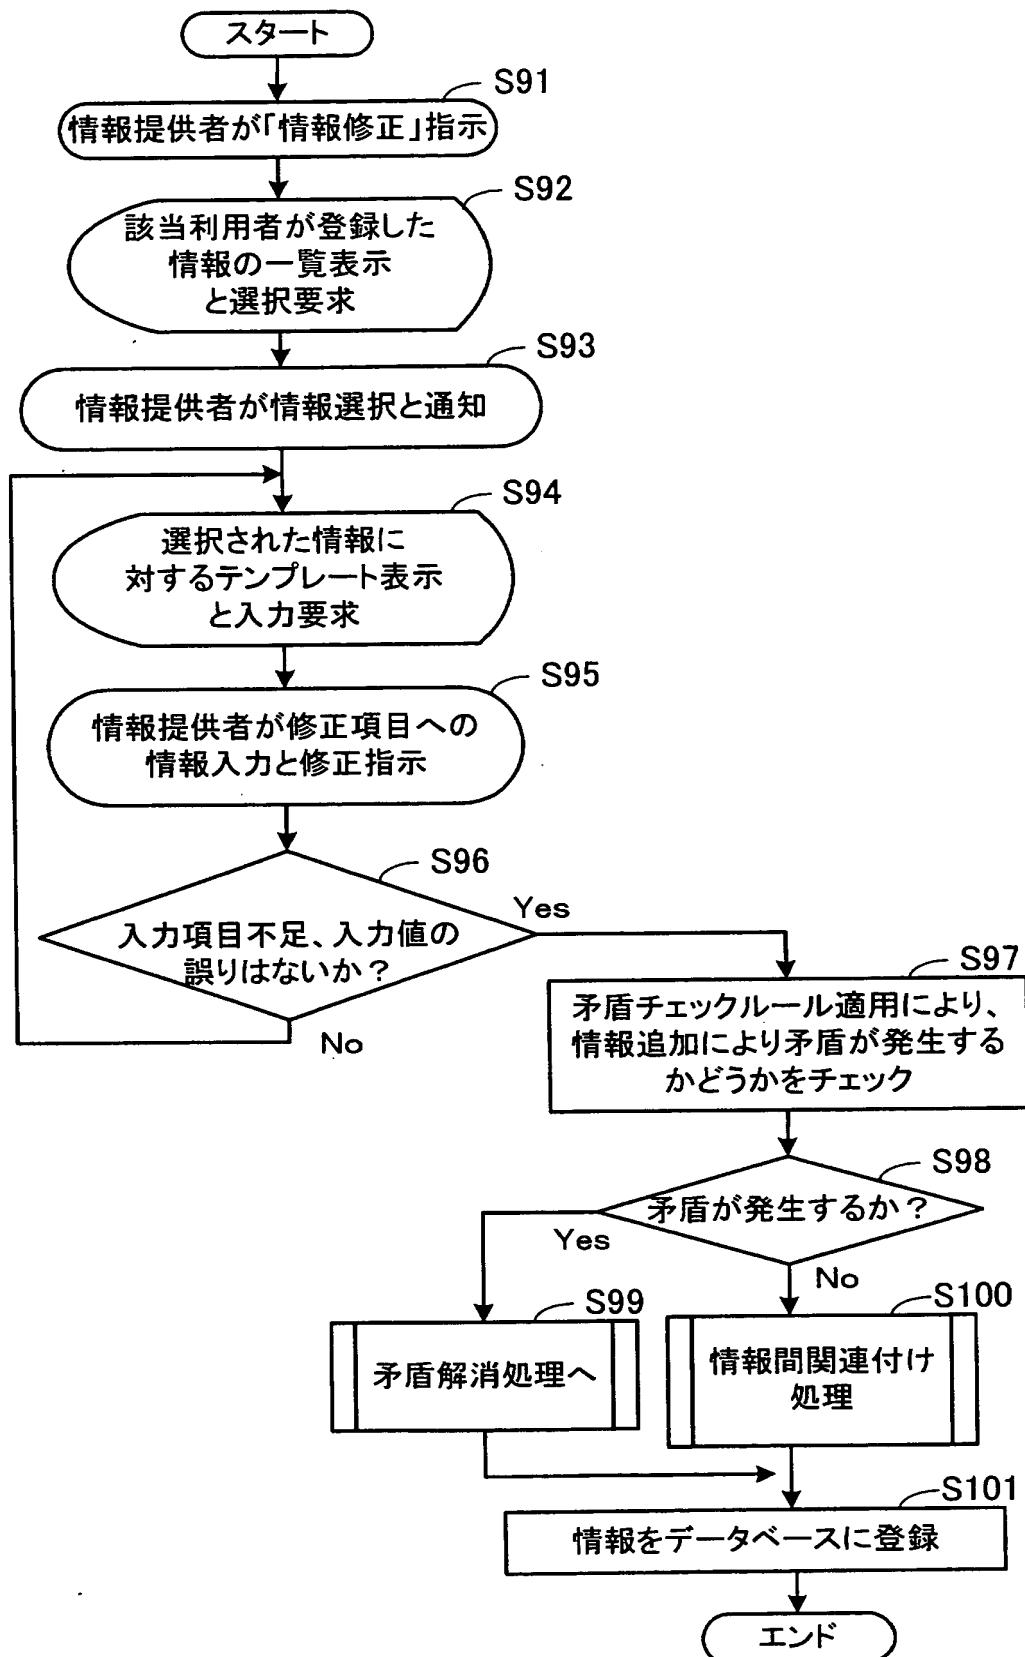 スタート
S91
情報提供者が「情報修正」指示
S92
該当利用者が登録した
情報の一覧表示
と選択要求
S93
情報提供者が情報選択と通知
S94
選択された情報に
対するテンプレート表示
と入力要求
S95
情報提供者が修正項目への
情報入力と修正指示
S96
入力項目不足、入力値の
誤りはないか？
Yes
No
S97
矛盾チェックルール適用により、
情報追加により矛盾が発生する
かどうかをチェック
S98
矛盾が発生するか？
Yes
No
S99
矛盾解消処理へ
S100
情報間関連付け
処理
S101
情報をデータベースに登録
エンド